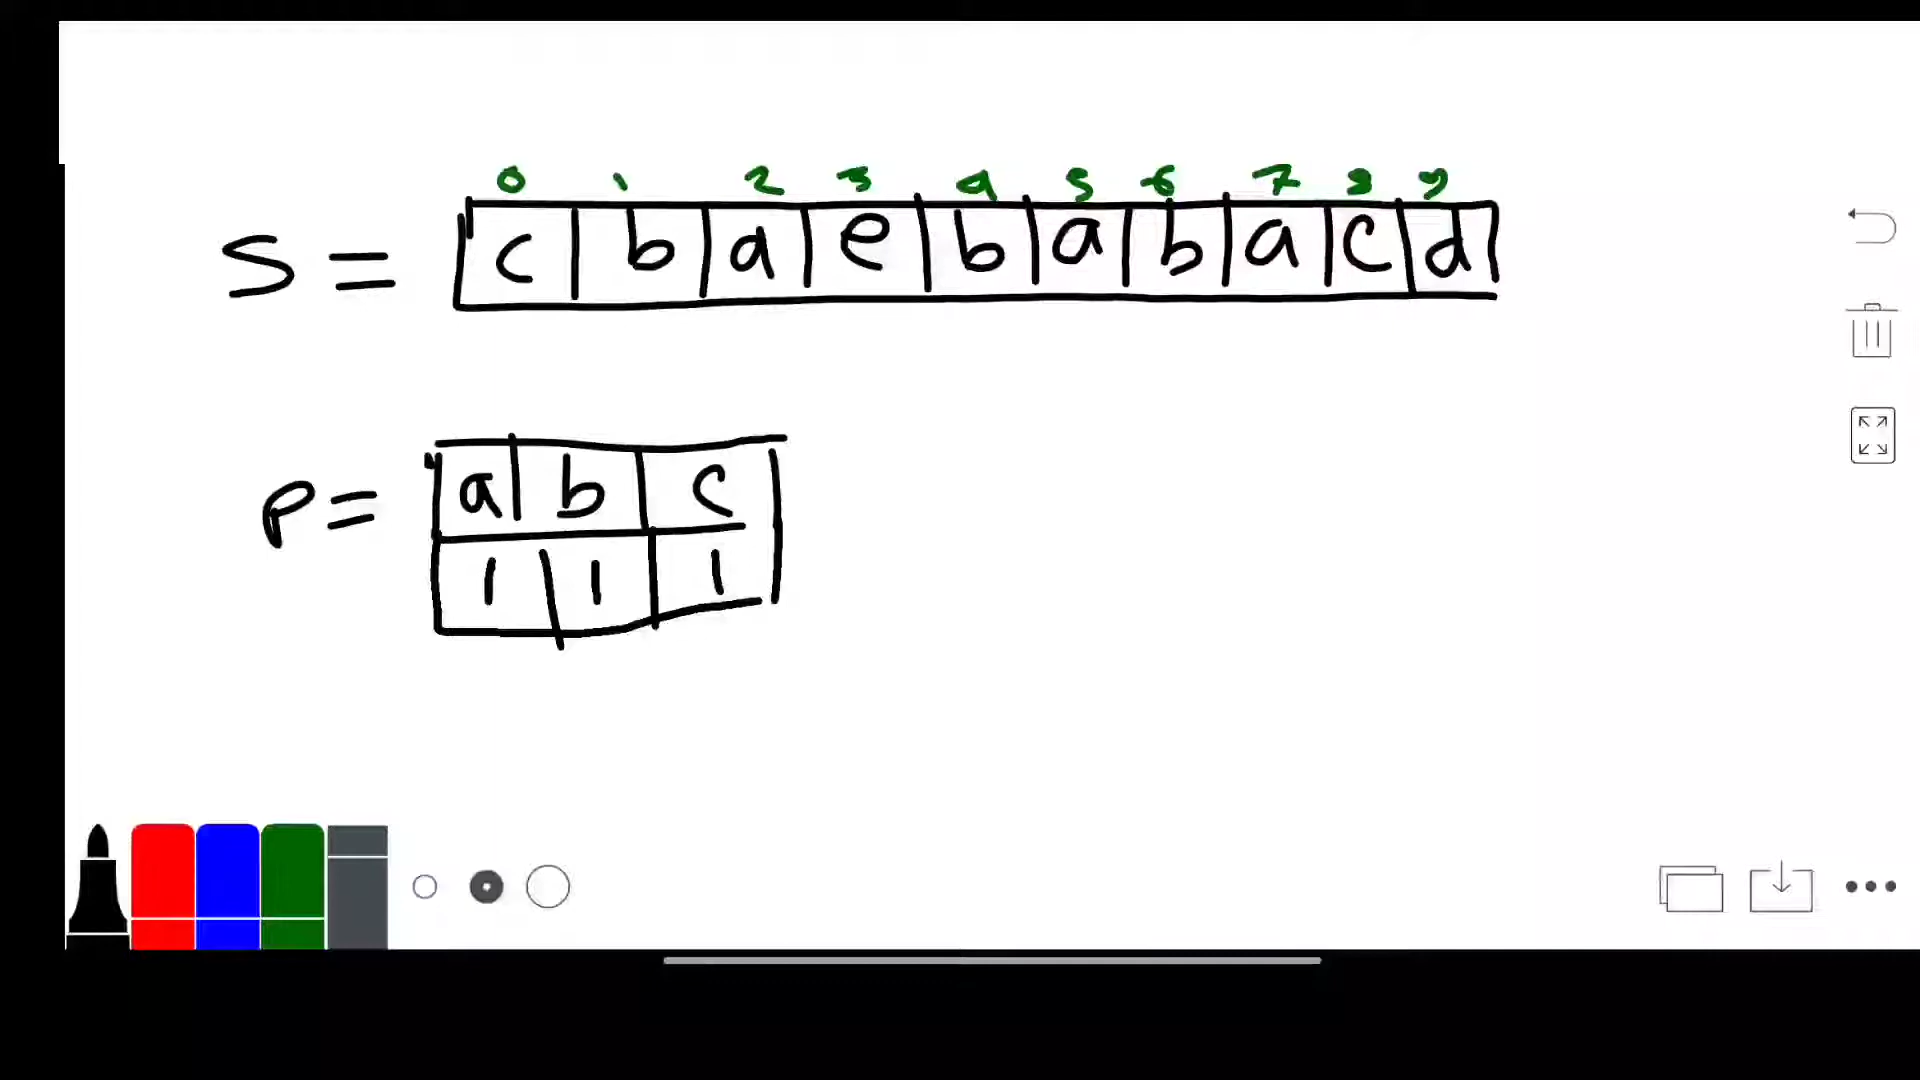 0 1 2 3 4 5 6 7 8 9
S = c b a e b a b a c d
P = a b c
1 1 1